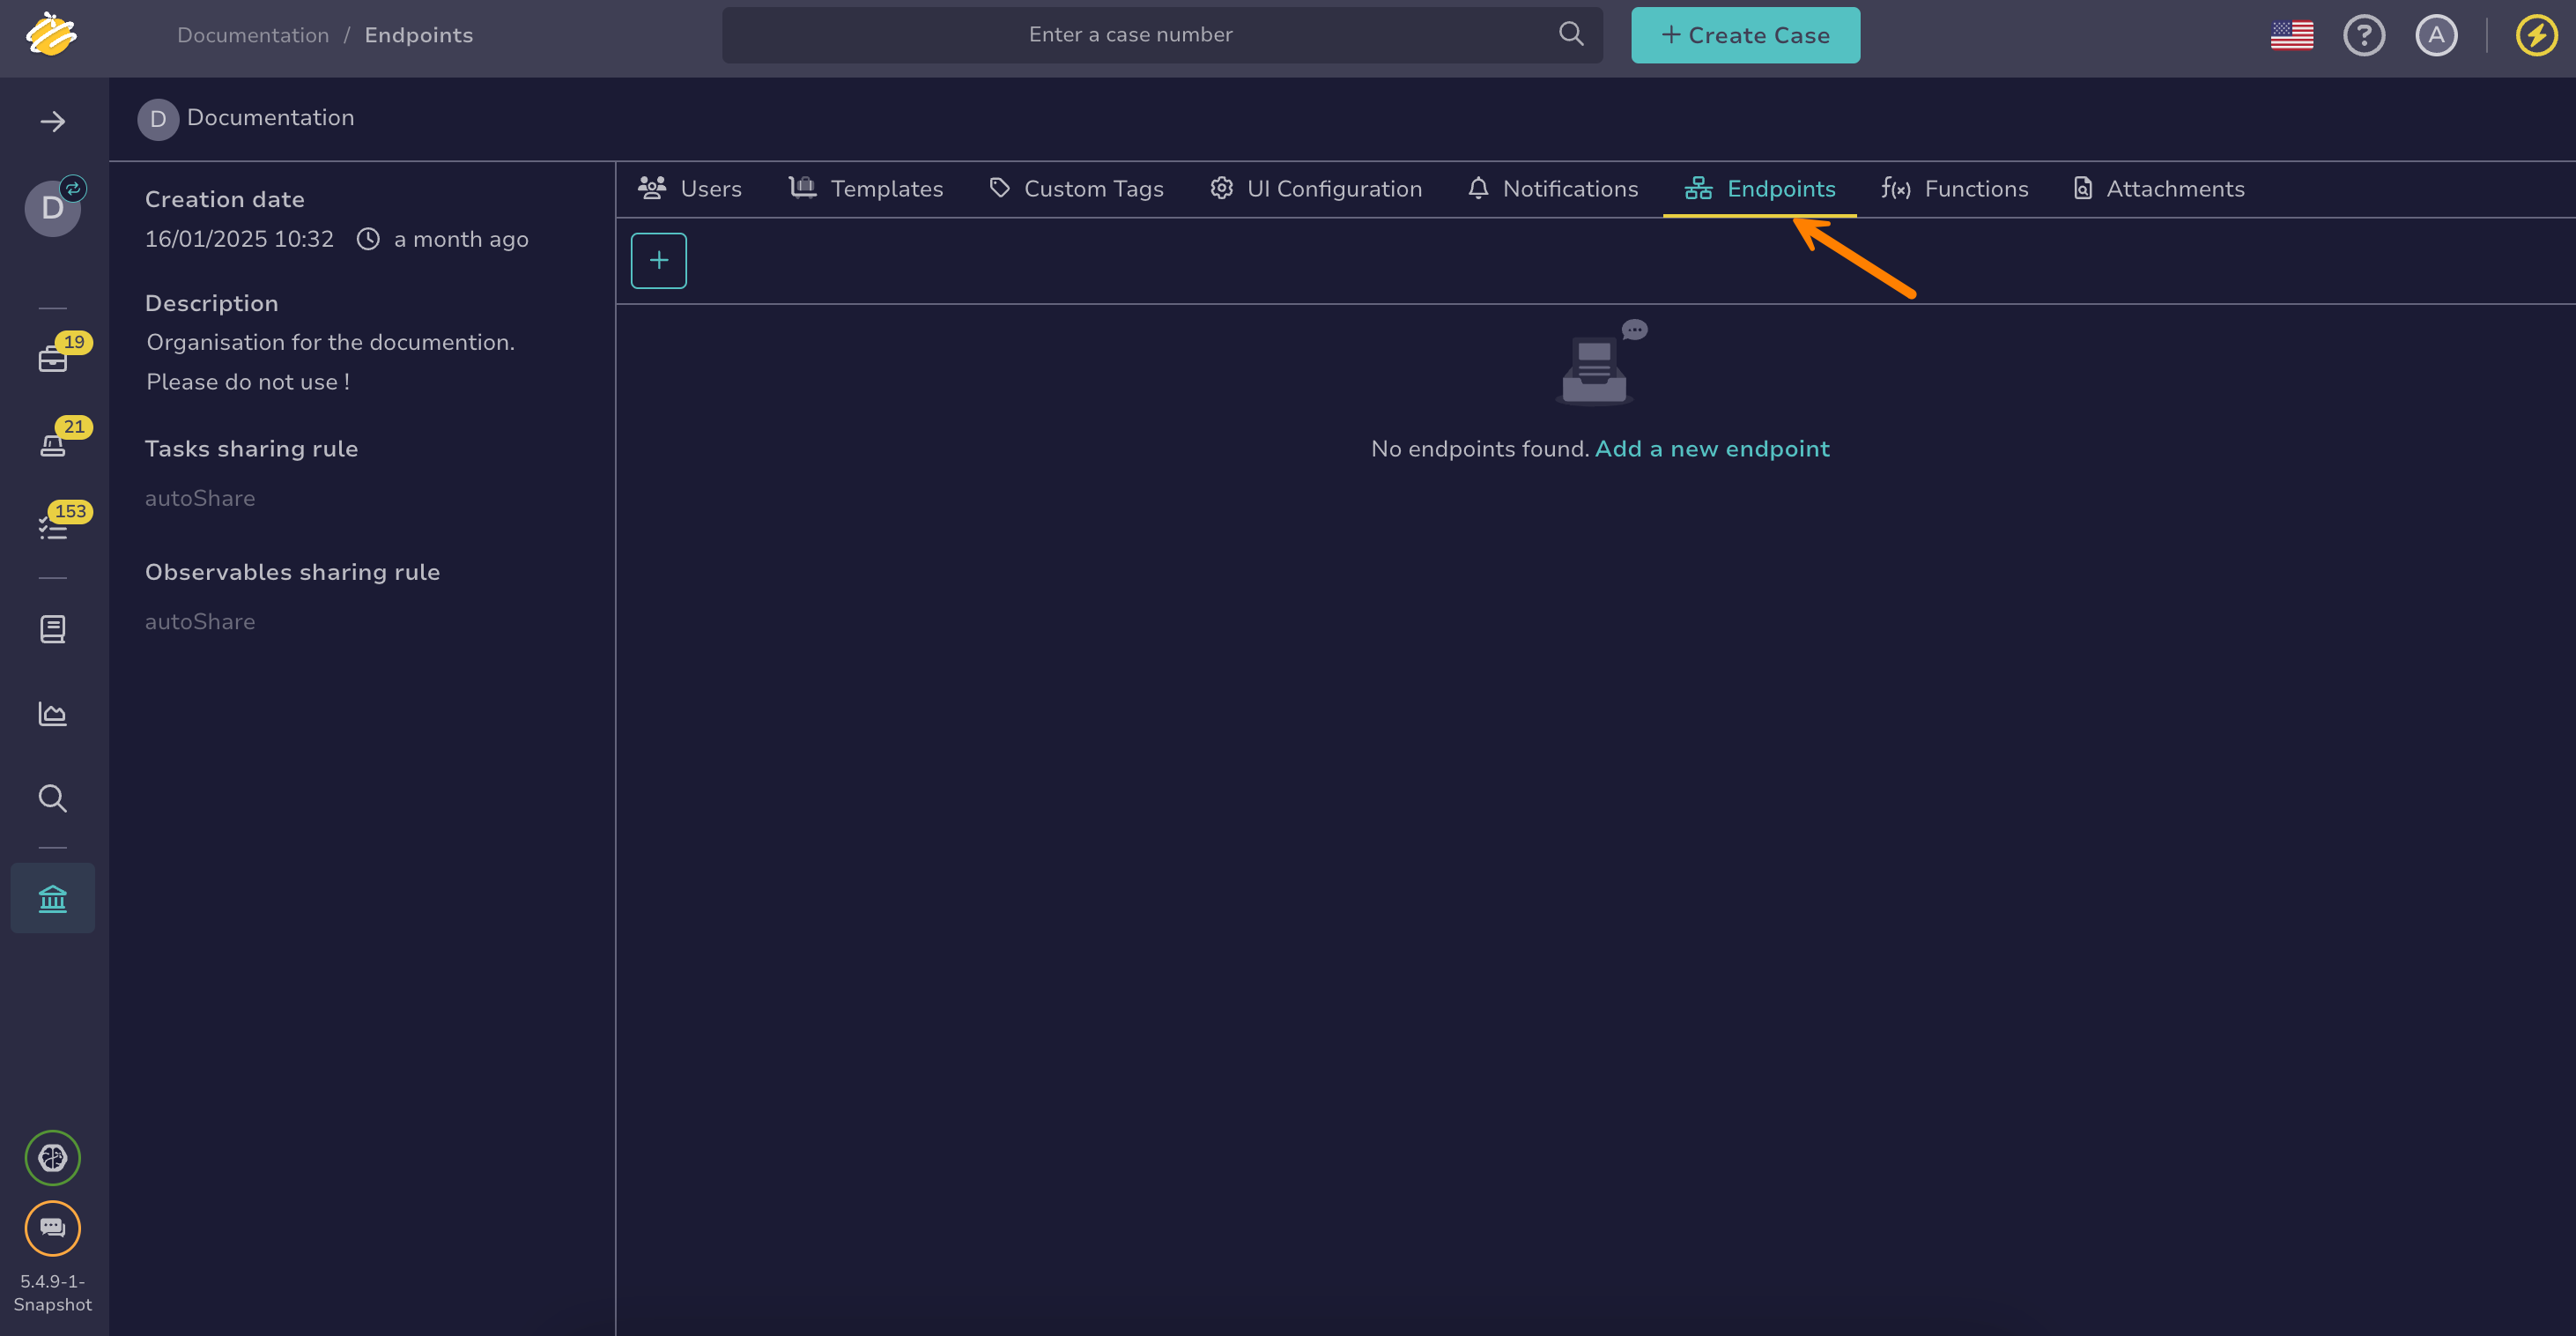 Documentation / Endpoints
Enter a case number
+ Create Case
?
A
D Documentation
D
Creation date
16/01/2025 10:32 a month ago
Description
Organisation for the documention.
Please do not use !
Tasks sharing rule
autoShare
Observables sharing rule
autoShare
Users
Templates
Custom Tags
UI Configuration
Notifications
Endpoints
f(x) Functions
Attachments
+
No endpoints found. Add a new endpoint
19
21
153
5.4.9-1-
Snapshot